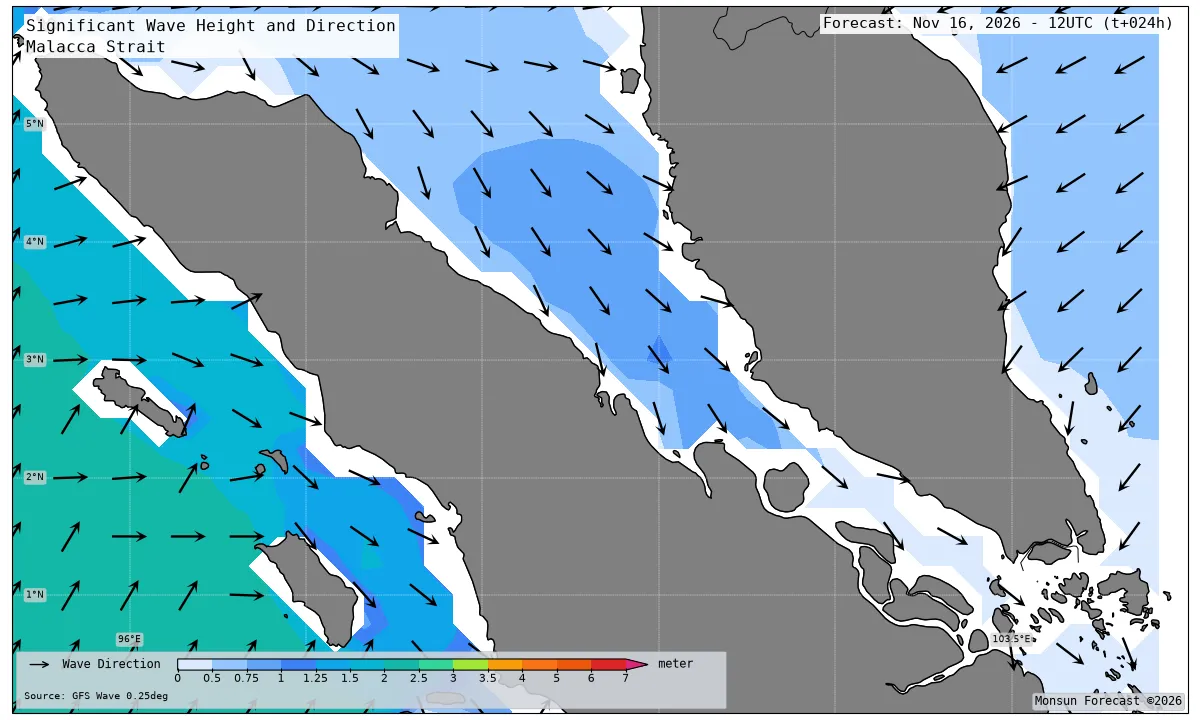 Significant Wave Height and Direction
Malacca Strait
Forecast: Nov 16, 2026 - 12UTC (t+024h)
5°N
4°N
3°N
2°N
1°N
96°E
103.5°E
Wave Direction
meter
0 0.5 0.75 1 1.25 1.5 2 2.5 3 3.5 4 5 6 7
Source: GFS Wave 0.25deg
Monsun Forecast ©2026